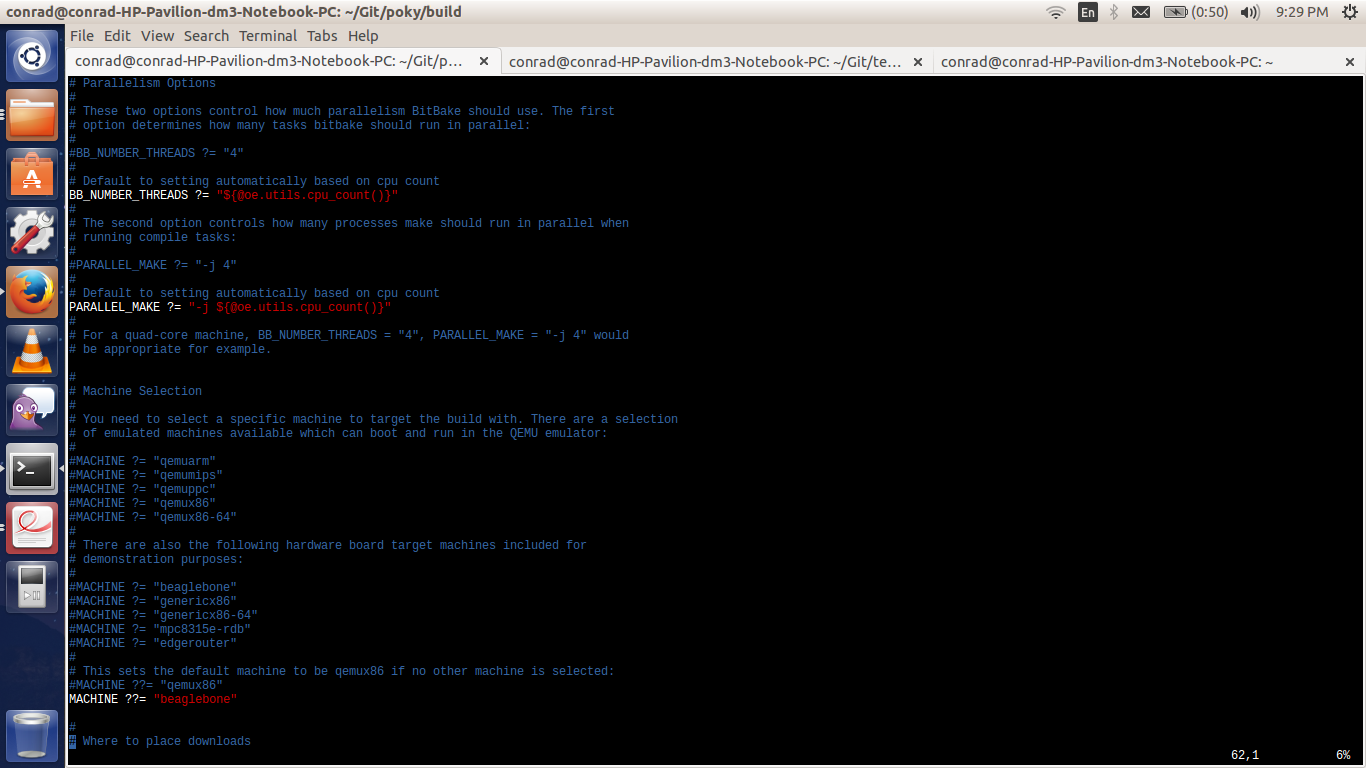 conrad@conrad-HP-Pavilion-dm3-Notebook-PC: ~/Git/poky/build
En
(0:50)
9:29 PM
File Edit View Search Terminal Tabs Help
conrad@conrad-HP-Pavilion-dm3-Notebook-PC: ~/Git/p... ×
conrad@conrad-HP-Pavilion-dm3-Notebook-PC: ~/Git/te... ×
conrad@conrad-HP-Pavilion-dm3-Notebook-PC: ~ ×
# Parallelism Options
#
# These two options control how much parallelism BitBake should use. The first
# option determines how many tasks bitbake should run in parallel:
#
#BB_NUMBER_THREADS ?= "4"
#
# Default to setting automatically based on cpu count
BB_NUMBER_THREADS ?= "${@oe.utils.cpu_count()}"
#
# The second option controls how many processes make should run in parallel when
# running compile tasks:
#
#PARALLEL_MAKE ?= "-j 4"
#
# Default to setting automatically based on cpu count
PARALLEL_MAKE ?= "-j ${@oe.utils.cpu_count()}"
#
# For a quad-core machine, BB_NUMBER_THREADS = "4", PARALLEL_MAKE = "-j 4" would
# be appropriate for example.
#
# Machine Selection
#
# You need to select a specific machine to target the build with. There are a selection
# of emulated machines available which can boot and run in the QEMU emulator:
#
#MACHINE ?= "qemuarm"
#MACHINE ?= "qemumips"
#MACHINE ?= "qemuppc"
#MACHINE ?= "qemux86"
#MACHINE ?= "qemux86-64"
#
# There are also the following hardware board target machines included for
# demonstration purposes:
#
#MACHINE ?= "beaglebone"
#MACHINE ?= "genericx86"
#MACHINE ?= "genericx86-64"
#MACHINE ?= "mpc8315e-rdb"
#MACHINE ?= "edgerouter"
#
# This sets the default machine to be qemux86 if no other machine is selected:
#MACHINE ??= "qemux86"
MACHINE ??= "beaglebone"
#
# Where to place downloads
62,1 6%